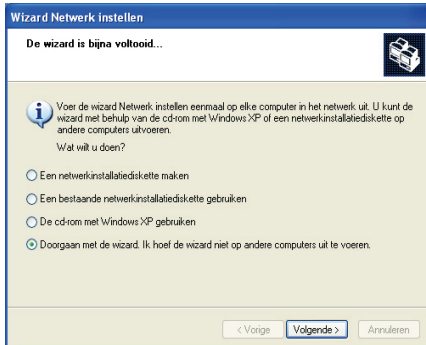 Wizard Netwerk instellen
De wizard is bijna voltooid...
Voer de wizard Netwerk instellen eenmaal op elke computer in het netwerk uit. U kunt de
wizard met behulp van de cd-rom met Windows XP of een netwerkinstallatiediskette op
andere computers uitvoeren.
Wat wilt u doen?
Een netwerkinstallatiediskette maken
Een bestaande netwerkinstallatiediskette gebruiken
De cd-rom met Windows XP gebruiken
Doorgaan met de wizard. Ik hoef de wizard niet op andere computers uit te voeren.
< Vorige Volgende > Annuleren